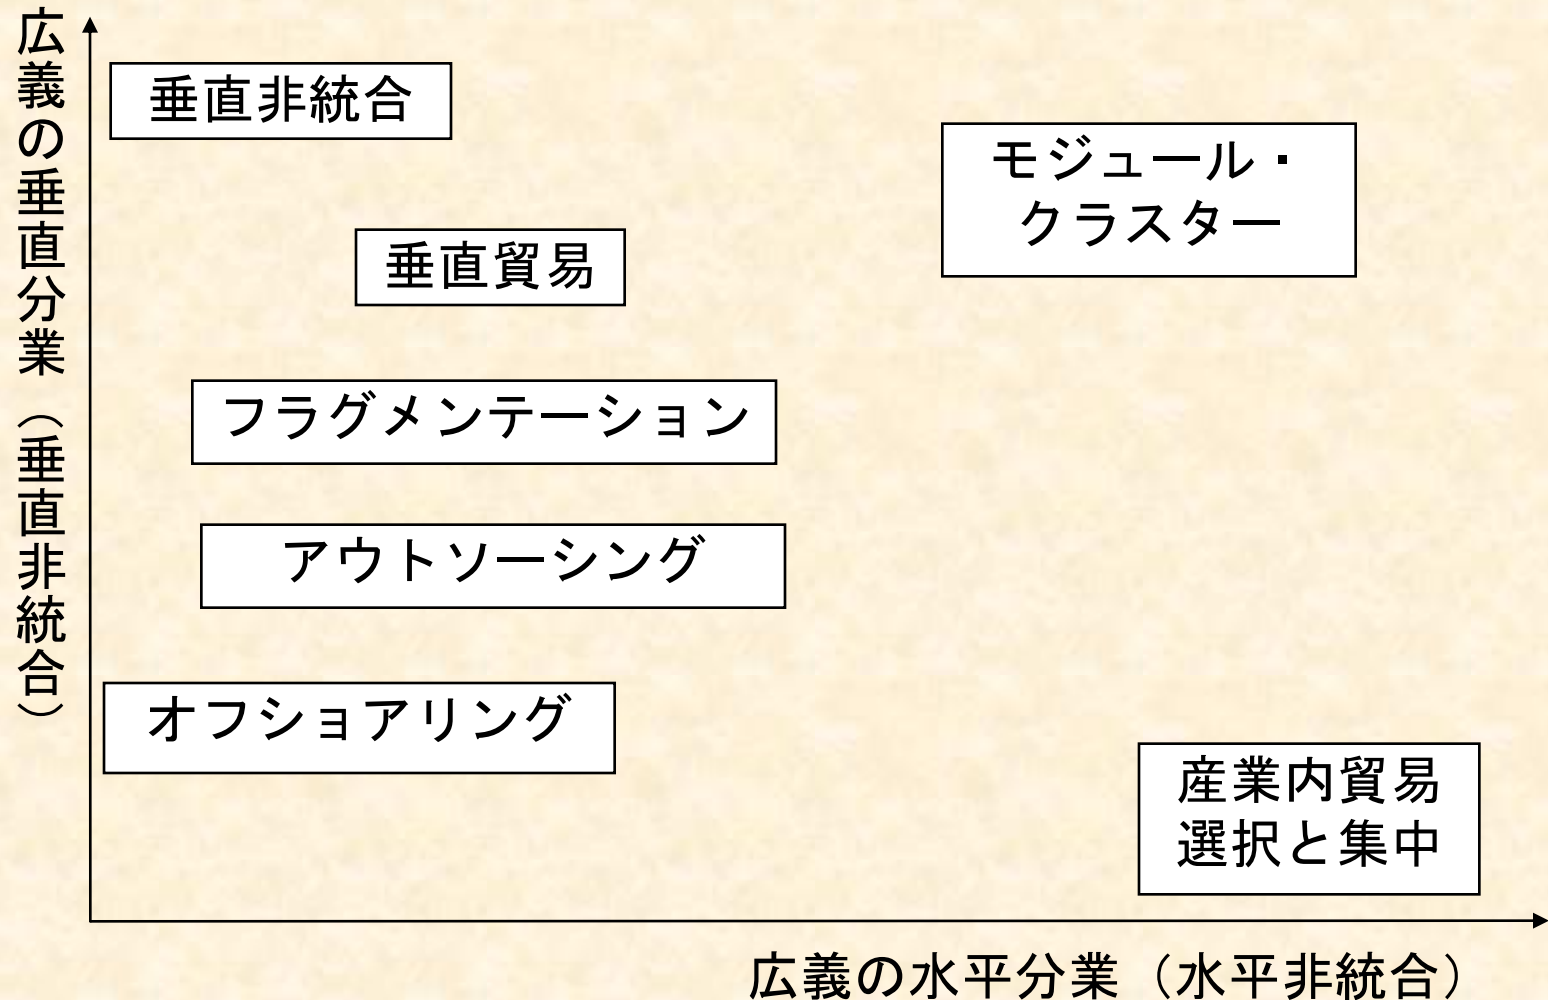 広義の垂直分業（垂直非統合）
垂直非統合
モジュール・
クラスター
垂直貿易
フラグメンテーション
アウトソーシング
オフショアリング
産業内貿易
選択と集中
広義の水平分業（水平非統合）